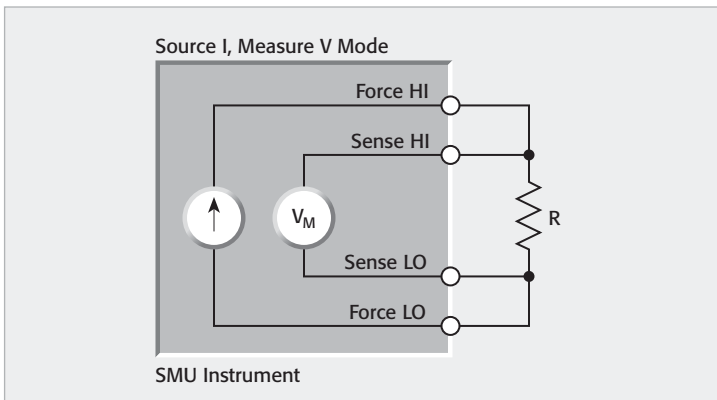 Source I, Measure V Mode
Force HI
Sense HI
VM
R
Sense LO
Force LO
SMU Instrument